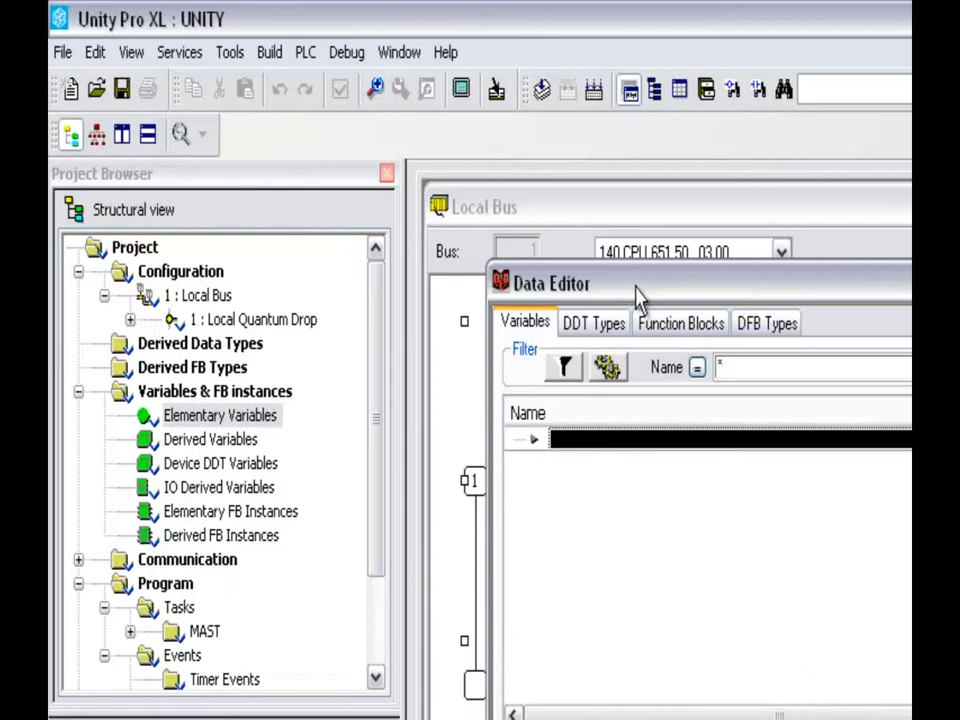 Unity Pro XL : UNITY
File Edit View Services Tools Build PLC Debug Window Help
Project Browser
Structural view
Project
Configuration
1 : Local Bus
1 : Local Quantum Drop
Derived Data Types
Derived FB Types
Variables & FB instances
Elementary Variables
Derived Variables
Device DDT Variables
IO Derived Variables
Elementary FB Instances
Derived FB Instances
Communication
Program
Tasks
MAST
Events
Timer Events
Local Bus
Bus: 1 140 CPU 651 50 03.00
1
Data Editor
Variables DDT Types Function Blocks DFB Types
Filter
Name = *
Name